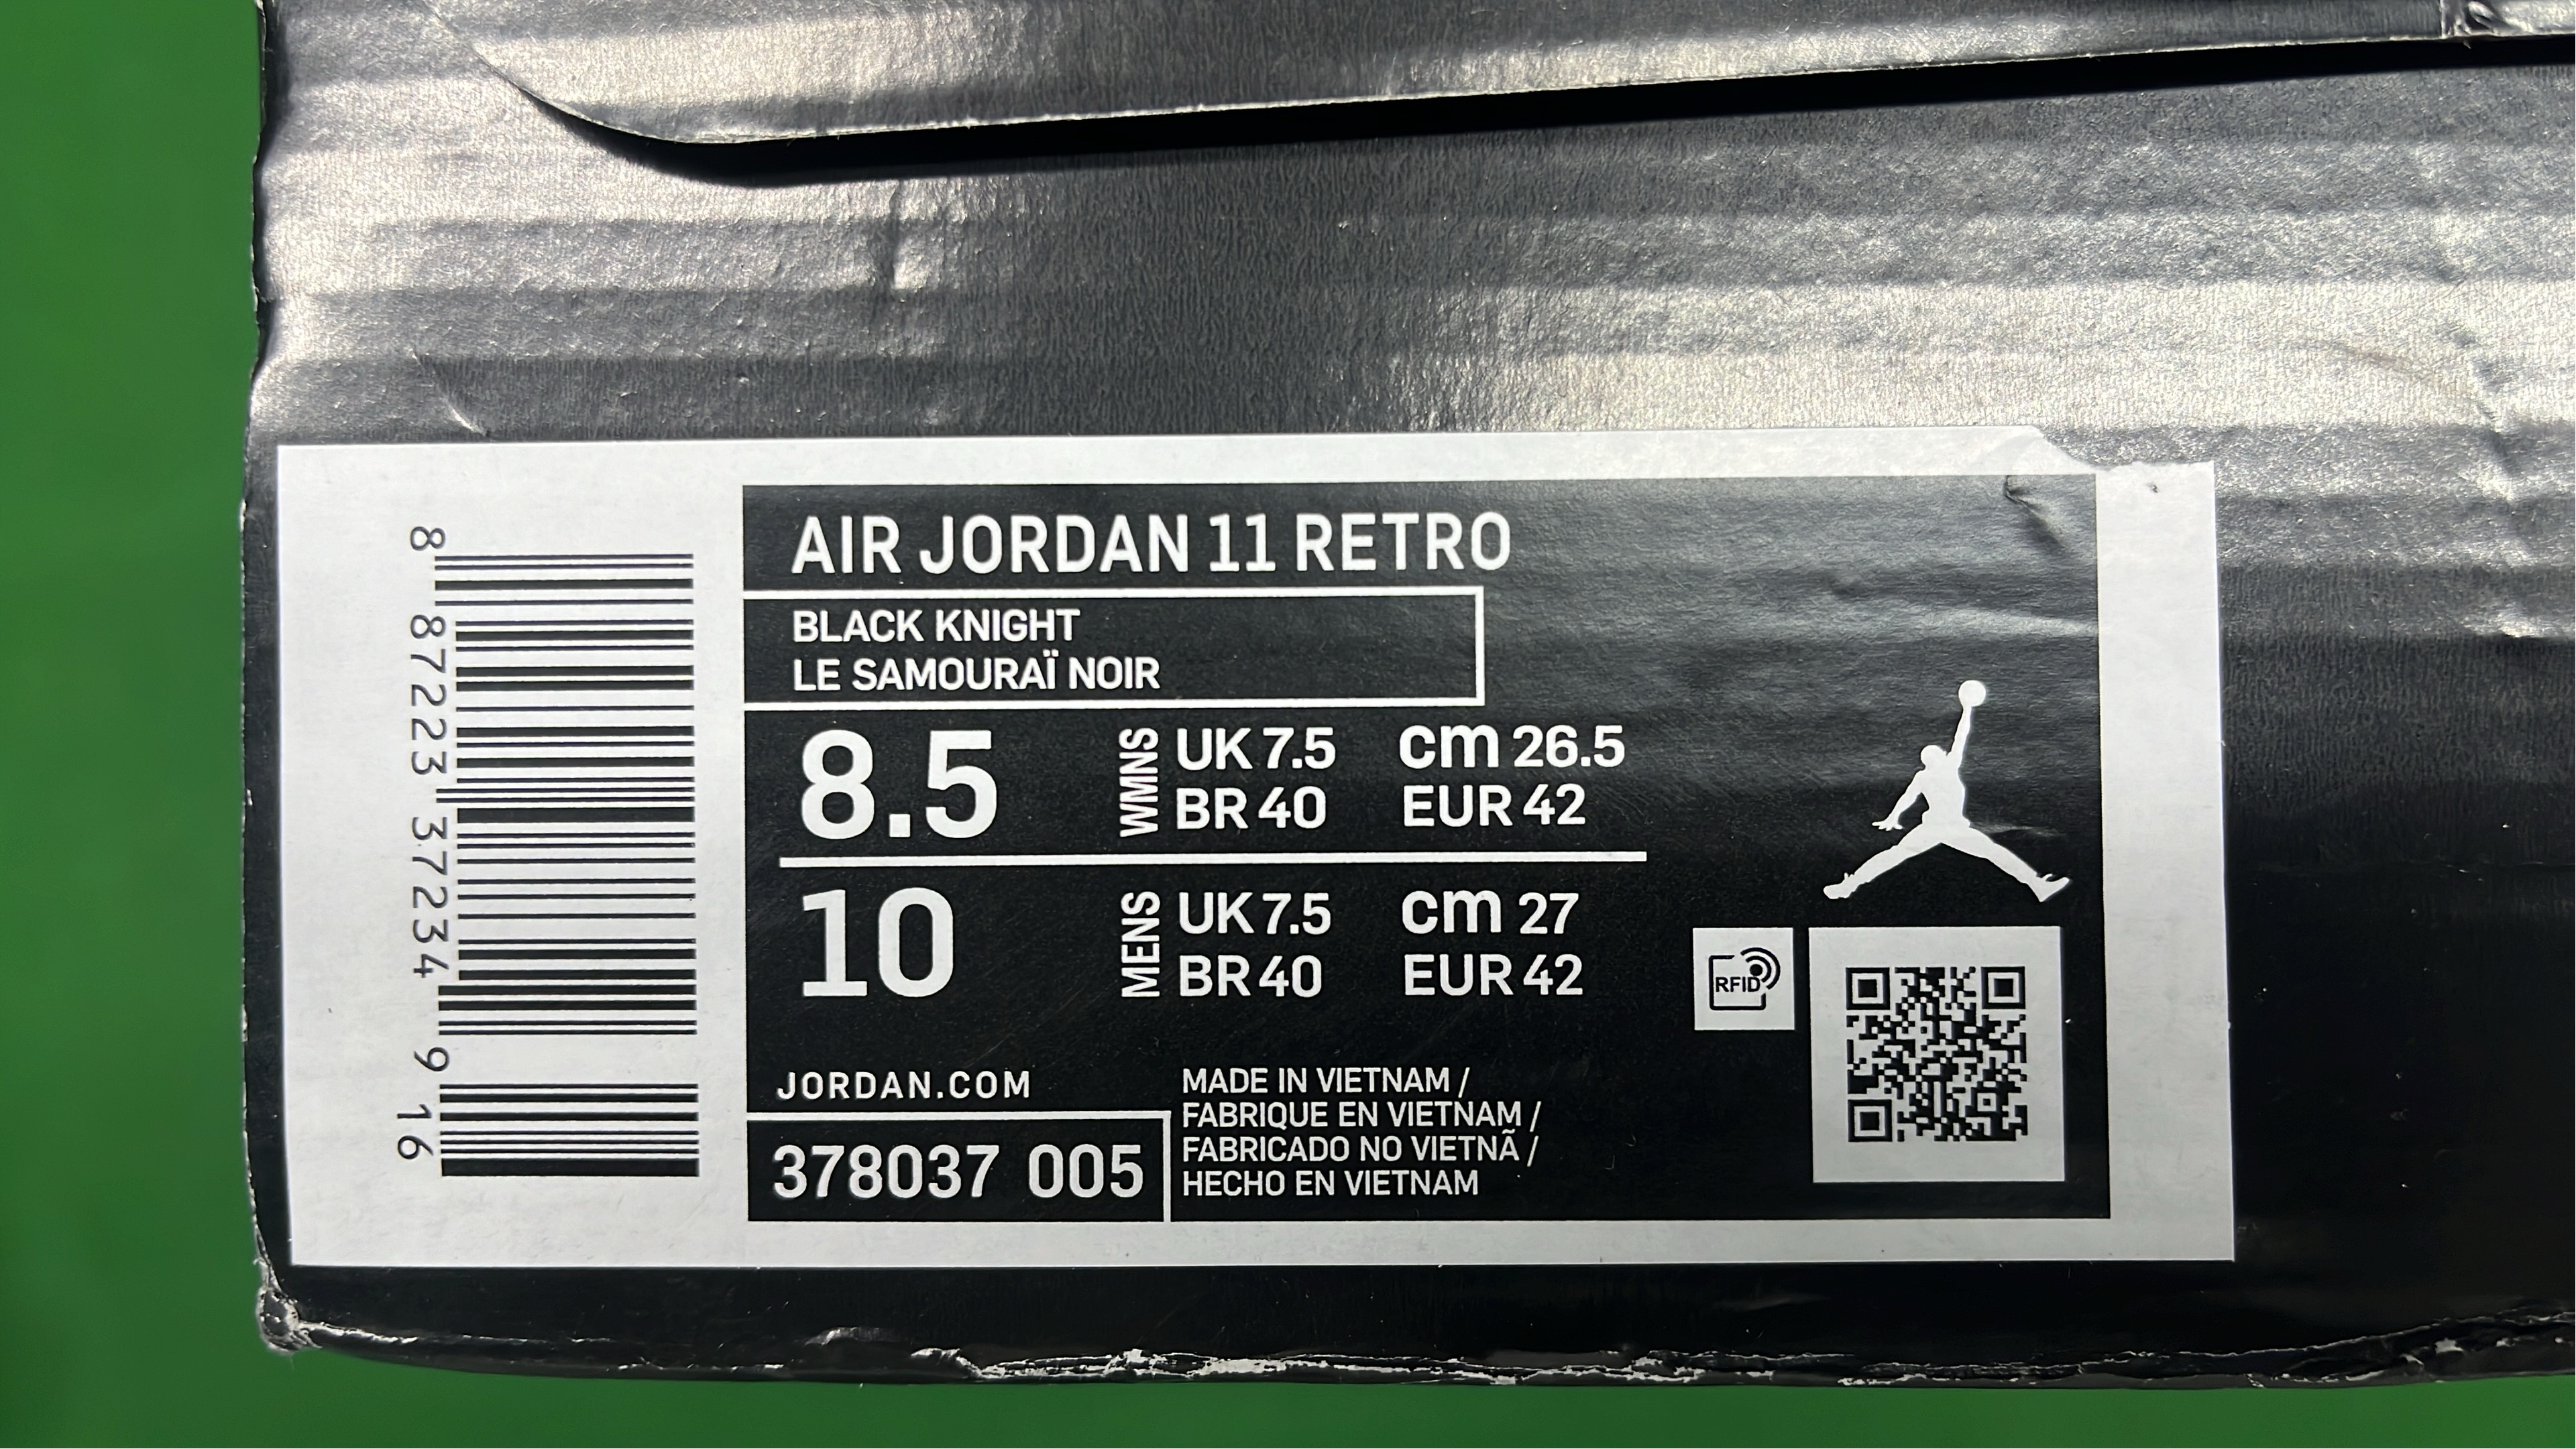 8 87223 37234 9 16
AIR JORDAN 11 RETRO
BLACK KNIGHT
LE SAMOURAÏ NOIR
8.5 WMNS UK 7.5 cm 26.5
BR 40 EUR 42
10 MENS UK 7.5 cm 27
BR 40 EUR 42
RFID
JORDAN.COM
378037 005
MADE IN VIETNAM /
FABRIQUE EN VIETNAM /
FABRICADO NO VIETNÃ /
HECHO EN VIETNAM